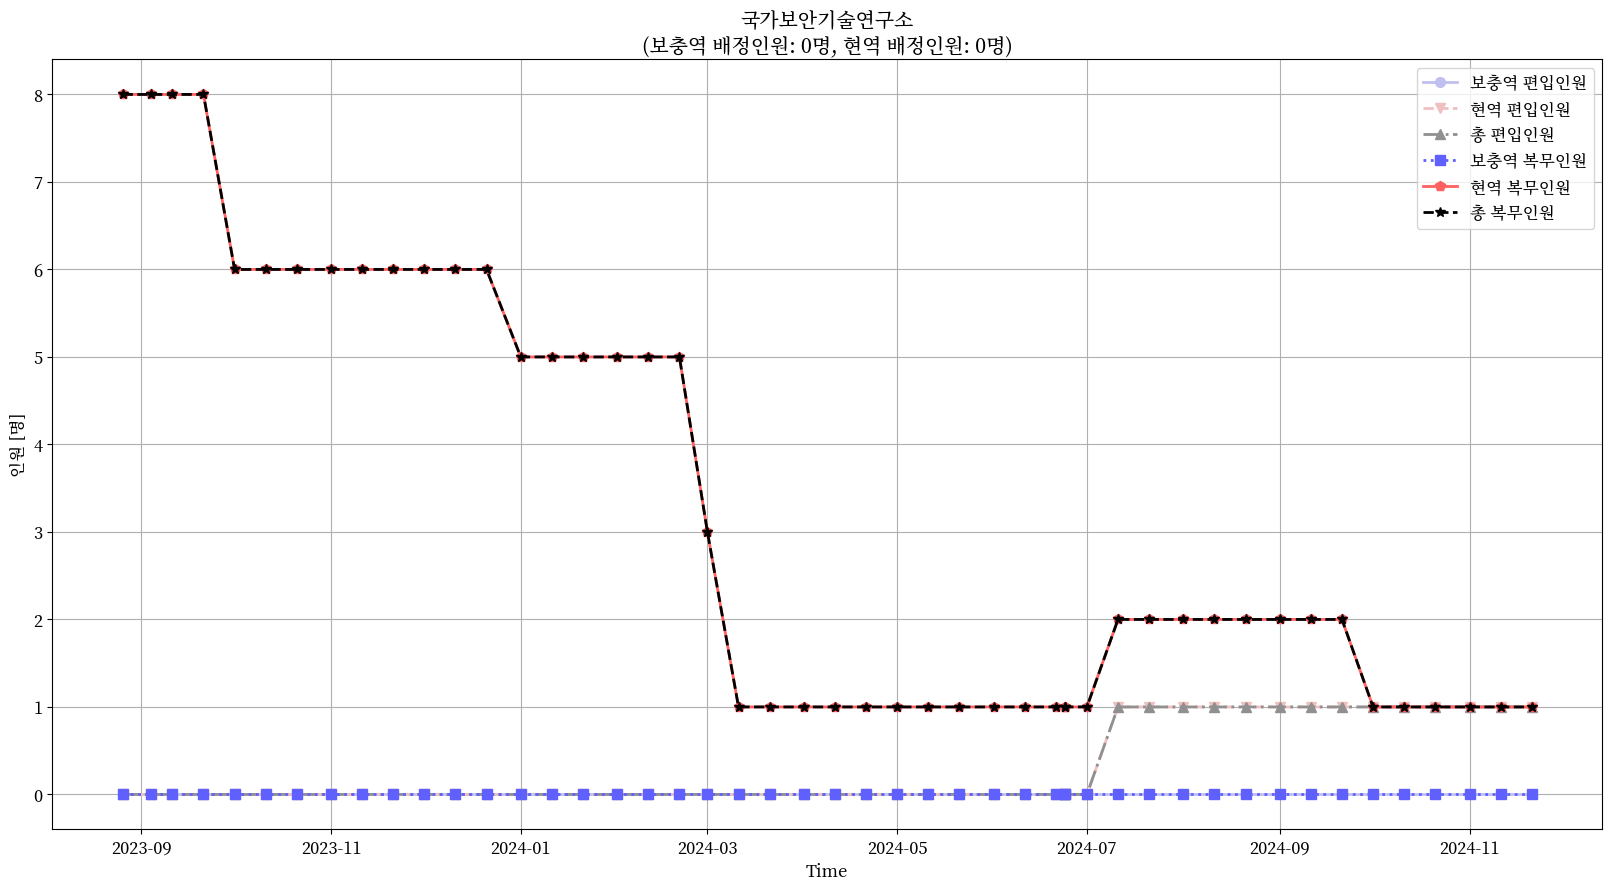 국가보안기술연구소
(보충역 배정인원: 0명, 현역 배정인원: 0명)
보충역 편입인원
현역 편입인원
총 편입인원
보충역 복무인원
현역 복무인원
총 복무인원
인원 [명]
8
7
6
5
4
3
2
1
0
2023-09
2023-11
2024-01
2024-03
2024-05
2024-07
2024-09
2024-11
Time